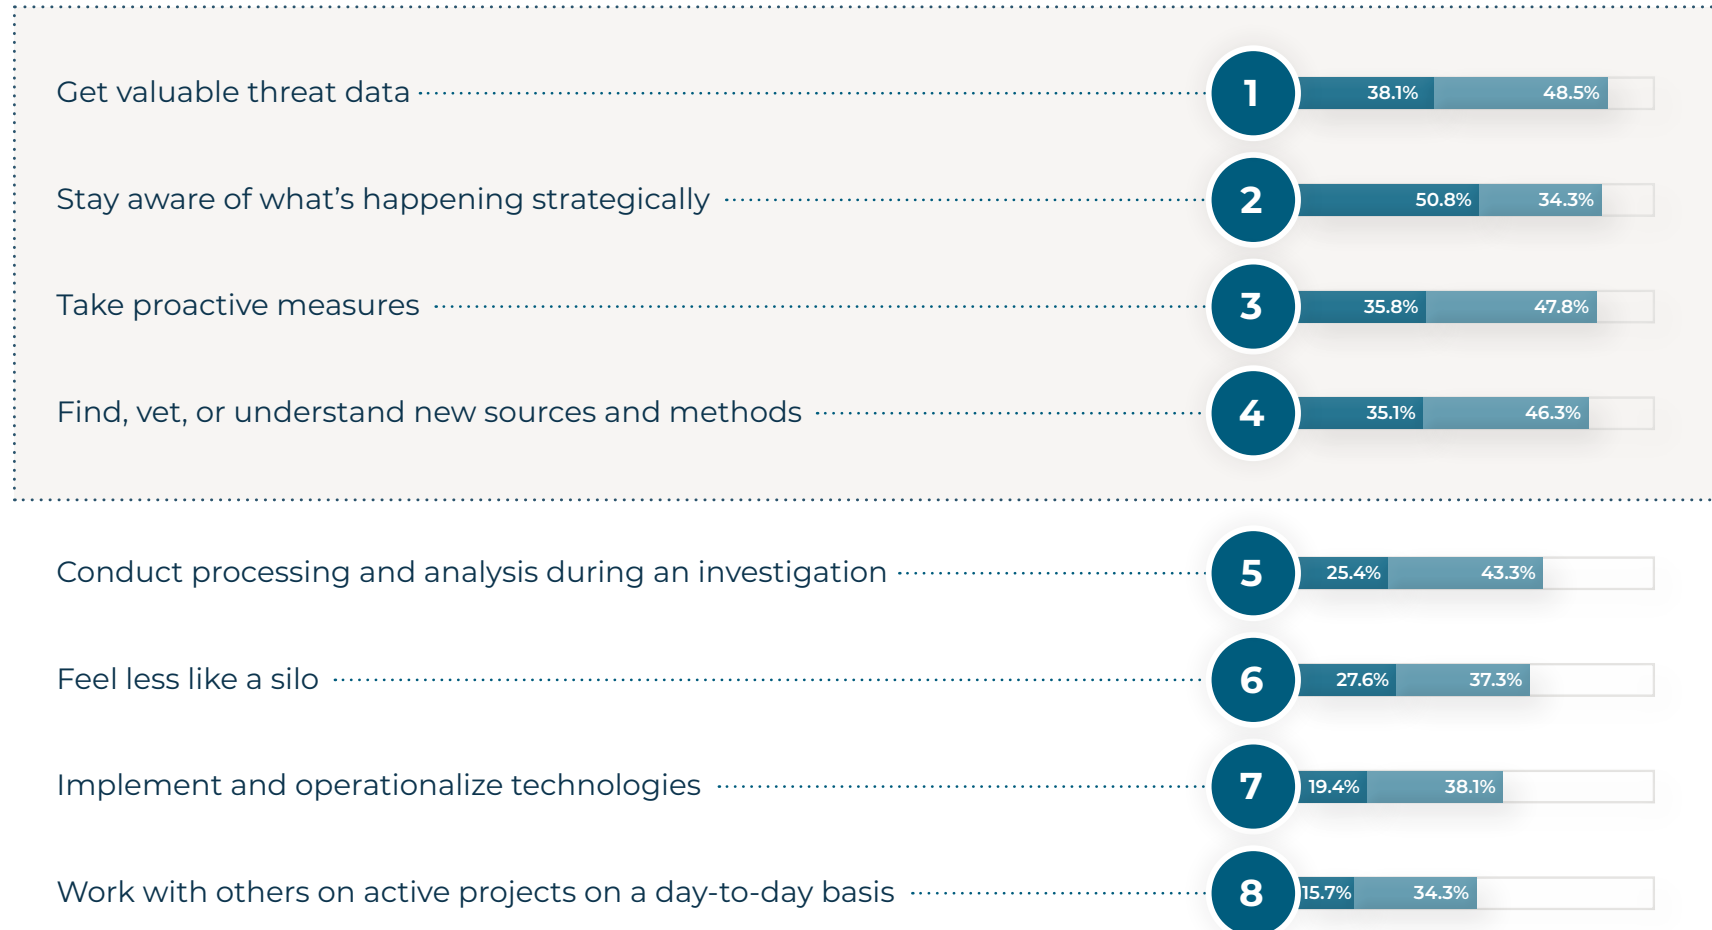 Get valuable threat data 1 38.1% 48.5%
Stay aware of what’s happening strategically 2 50.8% 34.3%
Take proactive measures 3 35.8% 47.8%
Find, vet, or understand new sources and methods 4 35.1% 46.3%
Conduct processing and analysis during an investigation 5 25.4% 43.3%
Feel less like a silo 6 27.6% 37.3%
Implement and operationalize technologies 7 19.4% 38.1%
Work with others on active projects on a day-to-day basis 8 15.7% 34.3%